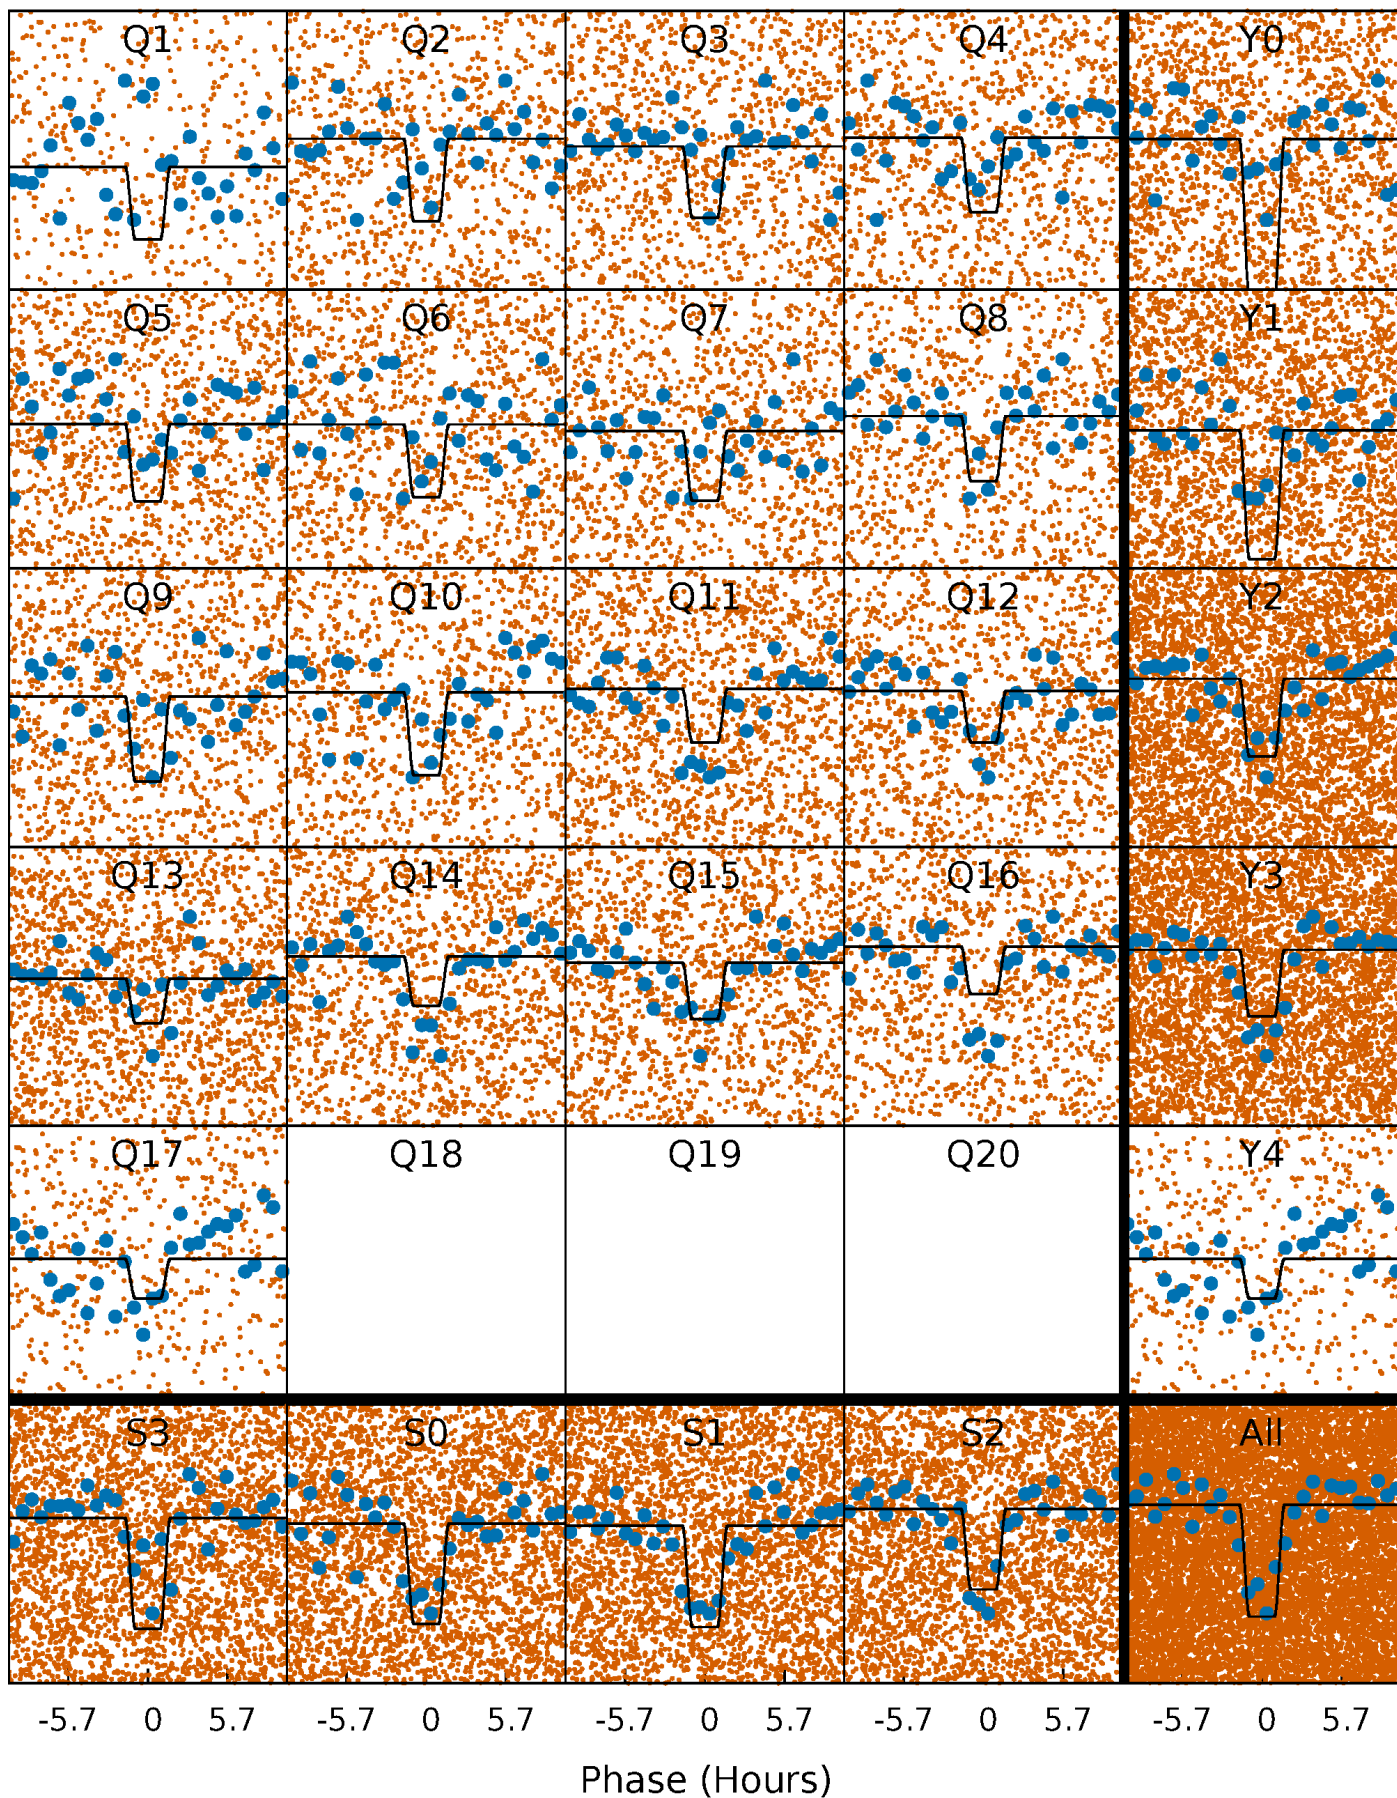 Q1 Q2 Q3 Q4 Y0
Q5 Q6 Q7 Q8 Y1
Q9 Q10 Q11 Q12 Y2
Q13 Q14 Q15 Q16 Y3
Q17 Q18 Q19 Q20 Y4
S3 S0 S1 S2 All
-5.7 0 5.7 -5.7 0 5.7 -5.7 0 5.7 -5.7 0 5.7 -5.7 0 5.7
Phase (Hours)